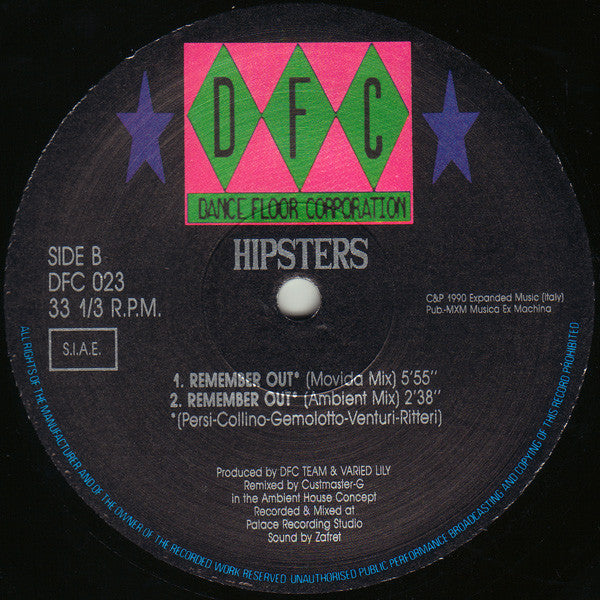 DFC
DANCE FLOOR CORPORATION
HIPSTERS
SIDE B
DFC 023
33 1/3 R.P.M.
S.I.A.E.
C&P 1990 Expanded Music (Italy)
Pub.-MXM Musica Ex Machina
1. REMEMBER OUT* (Movida Mix) 5'55"
2. REMEMBER OUT* (Ambient Mix) 2'38"
*(Persi-Collino-Gemolotto-Venturi-Ritteri)
Produced by DFC TEAM & VARIED LILY
Remixed by Custmaster-G
in the Ambient House Concept
Recorded & Mixed at
Palace Recording Studio
Sound by Zafret
ALL RIGHTS OF THE MANUFACTURER AND OF THE OWNER OF THE RECORDED WORK RESERVED. UNAUTHORISED PUBLIC PERFORMANCE BROADCASTING AND COPYING OF THIS RECORD PROHIBITED